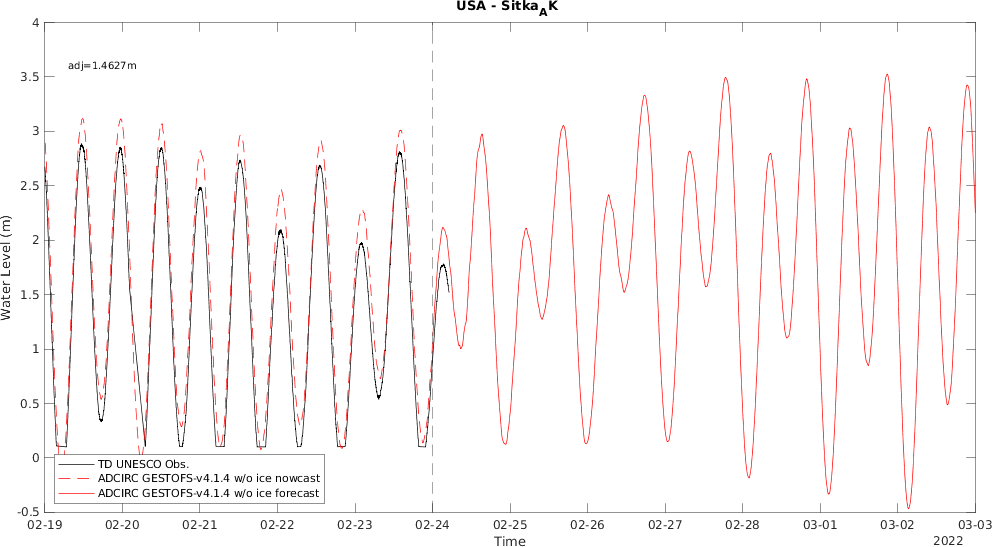 USA - Sitka_AK
4
3.5
3
2.5
2
1.5
1
0.5
0
-0.5
Water Level (m)
adj=1.4627m
TD UNESCO Obs.
ADCIRC GESTOFS-v4.1.4 w/o ice nowcast
ADCIRC GESTOFS-v4.1.4 w/o ice forecast
02-19 02-20 02-21 02-22 02-23 02-24 02-25 02-26 02-27 02-28 03-01 03-02 03-03
Time
2022